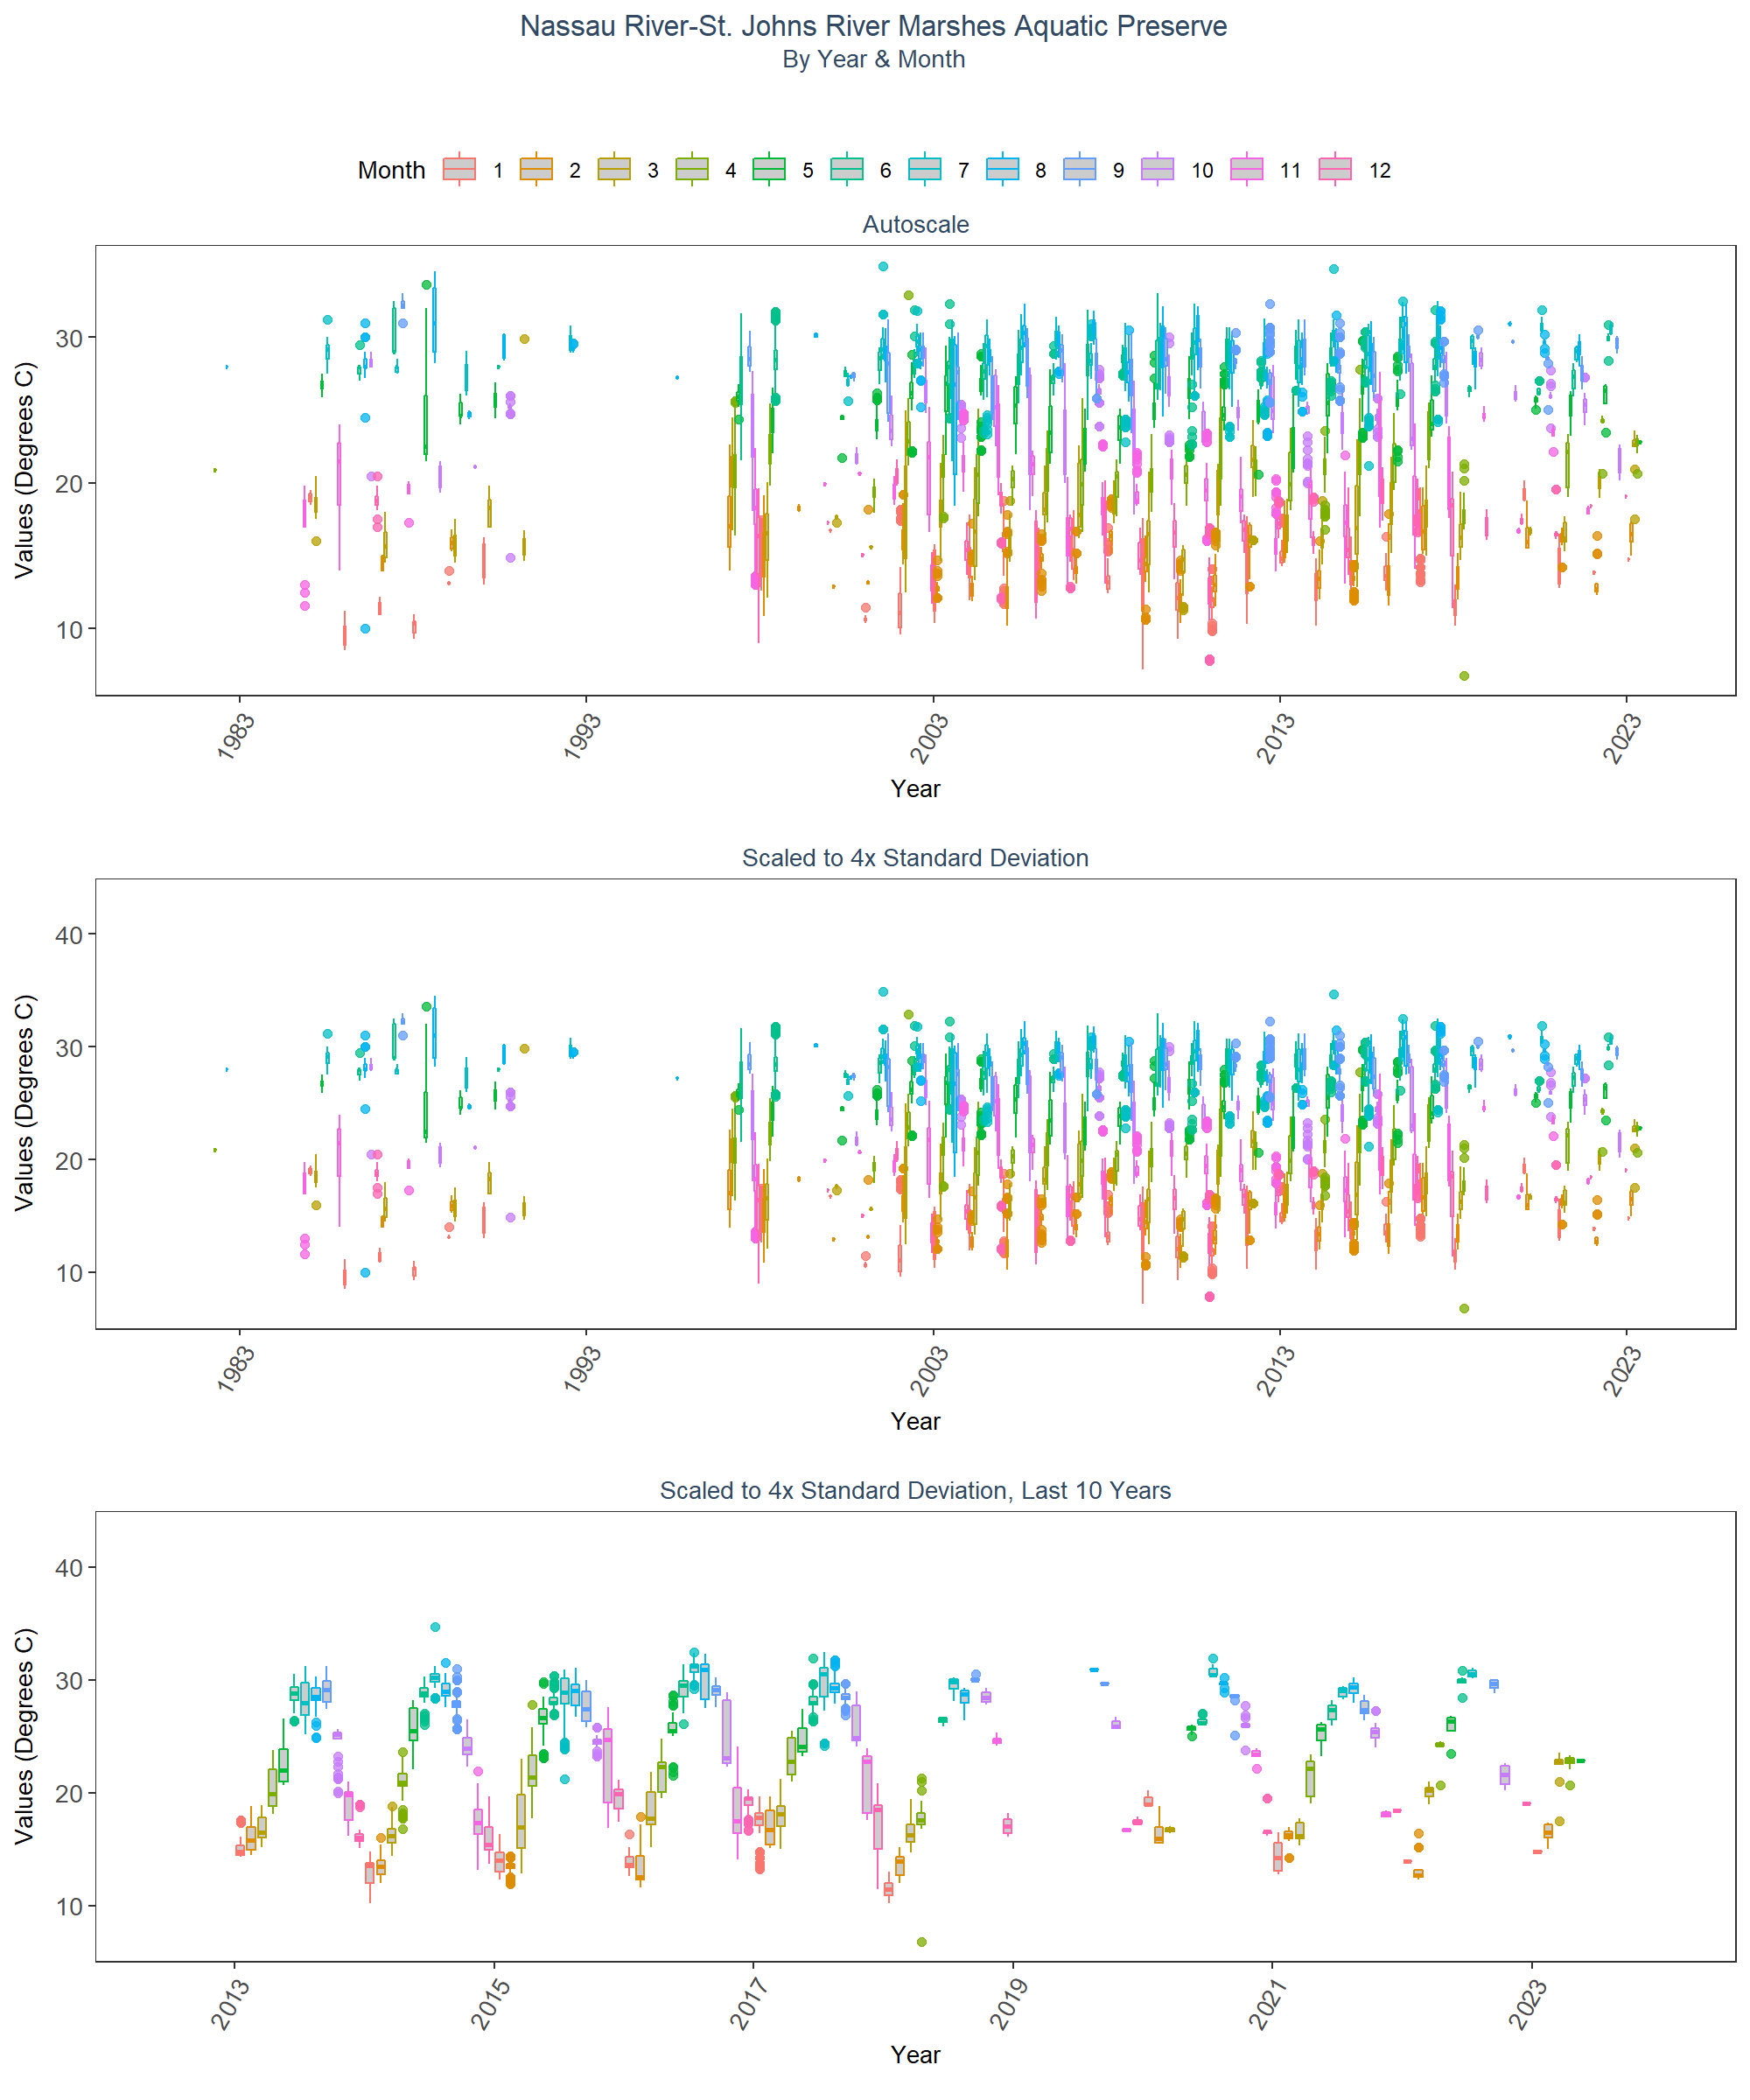 Nassau River-St. Johns River Marshes Aquatic Preserve
By Year & Month
Month 1 2 3 4 5 6 7 8 9 10 11 12
Autoscale
Values (Degrees C)
30
20
10
1983 1993 2003 2013 2023
Year
Scaled to 4x Standard Deviation
Values (Degrees C)
40
30
20
10
1983 1993 2003 2013 2023
Year
Scaled to 4x Standard Deviation, Last 10 Years
Values (Degrees C)
40
30
20
10
2013 2015 2017 2019 2021 2023
Year